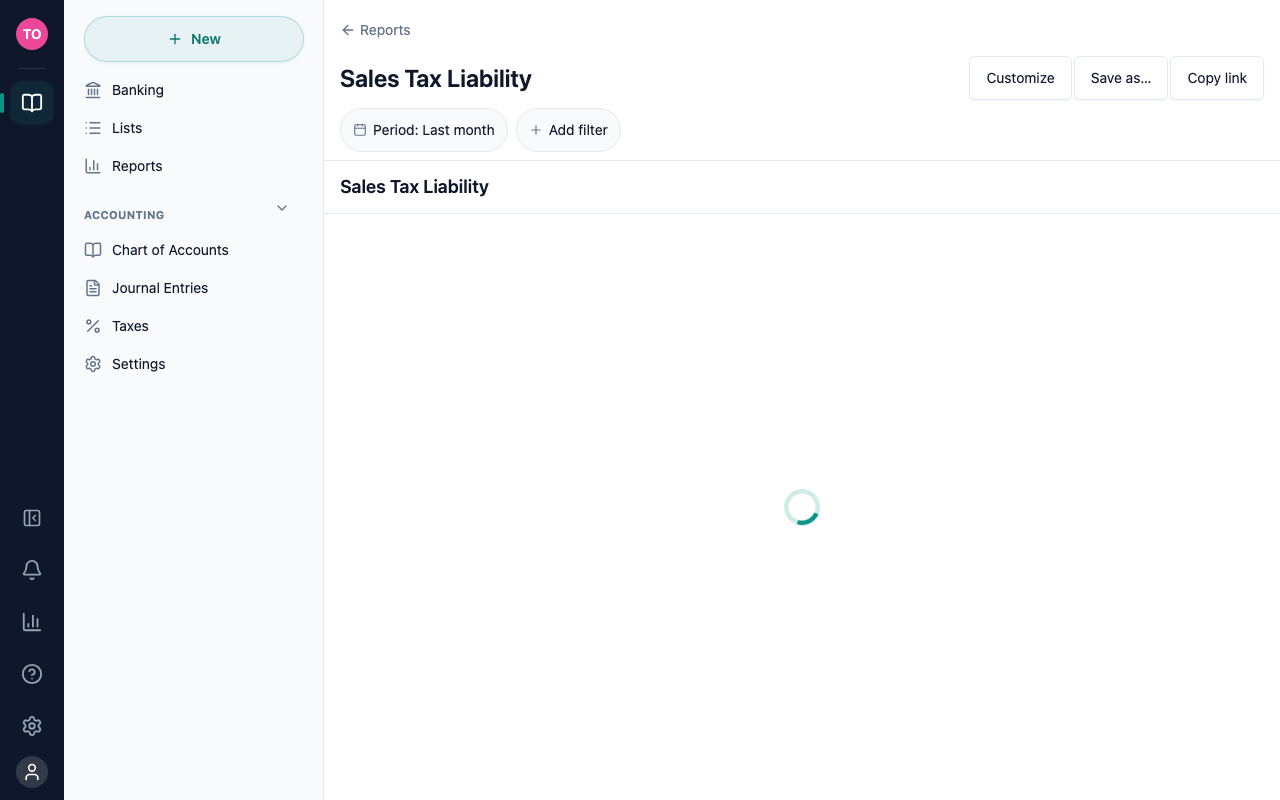 TO
New
Banking
Lists
Reports
ACCOUNTING
Chart of Accounts
Journal Entries
Taxes
Settings
Reports
Sales Tax Liability
Customize
Save as...
Copy link
Period: Last month
Add filter
Sales Tax Liability